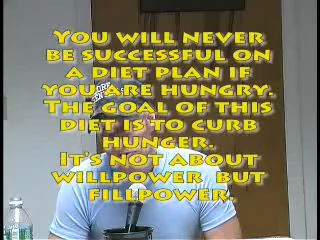 You will never
be successful on
a diet plan if
you are hungry.
The goal of this
diet is to curb
hunger.
It's not about
willpower but
fillpower.